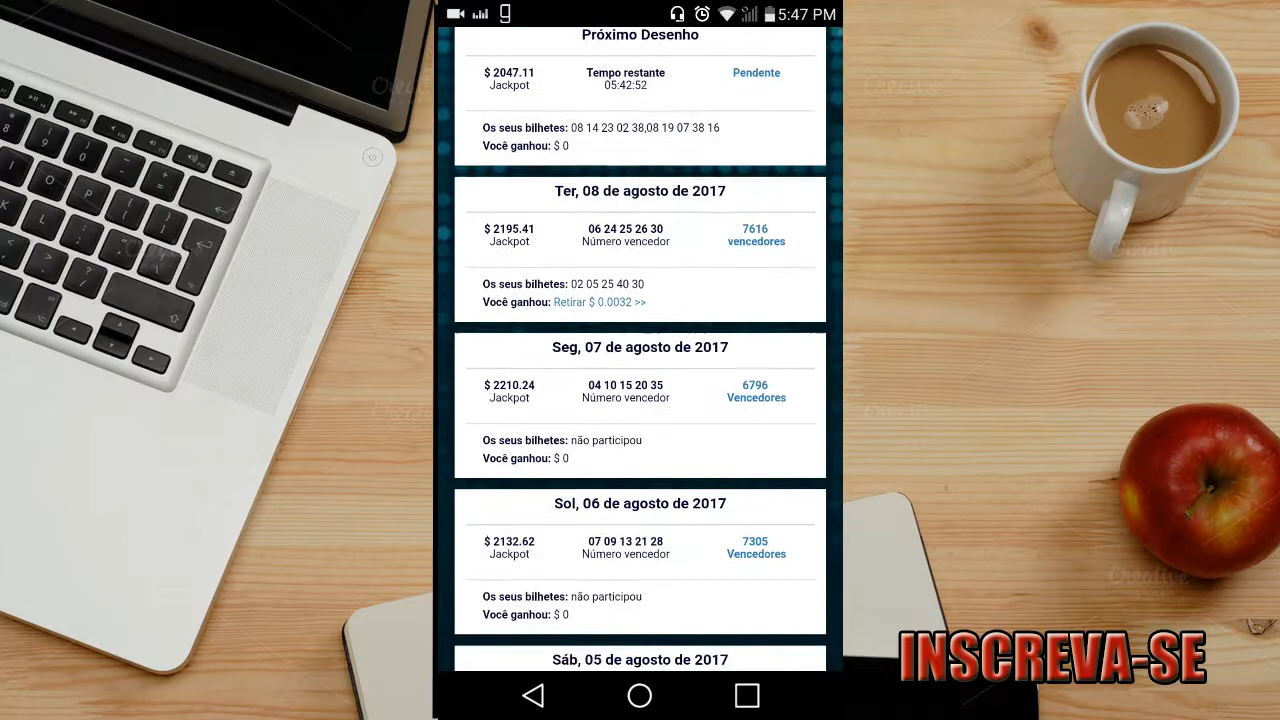 5:47 PM
Próximo Desenho
$ 2047.11 Tempo restante Pendente
Jackpot 05:42:52
Os seus bilhetes: 08 14 23 02 38,08 19 07 38 16
Você ganhou: $ 0
Ter, 08 de agosto de 2017
$ 2195.41 06 24 25 26 30 7616
Jackpot Número vencedor vencedores
Os seus bilhetes: 02 05 25 40 30
Você ganhou: Retirar $ 0.0032 >>
Seg, 07 de agosto de 2017
$ 2210.24 04 10 15 20 35 6796
Jackpot Número vencedor Vencedores
Os seus bilhetes: não participou
Você ganhou: $ 0
Sol, 06 de agosto de 2017
$ 2132.62 07 09 13 21 28 7305
Jackpot Número vencedor Vencedores
Os seus bilhetes: não participou
Você ganhou: $ 0
Sáb, 05 de agosto de 2017
INSCREVA-SE